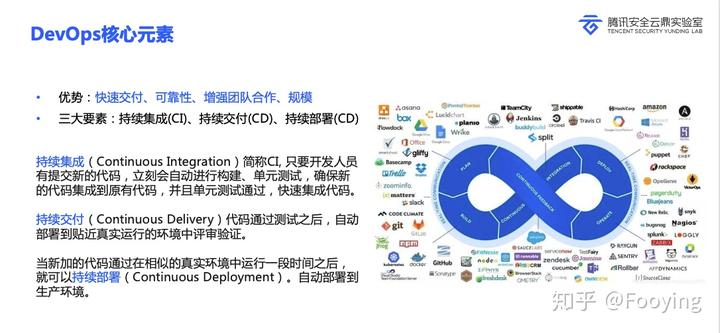 DevOps核心元素
腾讯安全云鼎实验室
TENCENT SECURITY YUNDING LAB
• 优势：快速交付、可靠性、增强团队合作、规模
• 三大要素：持续集成(CI)、持续交付(CD)、持续部署(CD)
持续集成（Continuous Integration）简称CI，只要开发人员
有提交新的代码，立刻会自动进行构建、单元测试，确保新
的代码集成到原有代码，并且单元测试通过，快速集成代码。
持续交付（Continuous Delivery）代码通过测试之后，自动
部署到贴近真实运行的环境中评审验证。
当新加的代码通过在相似的真实环境中运行一段时间之后，
就可以持续部署（Continuous Deployment）。自动部署到
生产环境。
asana
PivotalTracker
TeamCity
shippable
HashiCorp
amazon
box
Lucidchart
Jenkins
Travis CI
docker
planio
buddybuild
Google
Wrike
split
Office
gliffy
puppet
CHEF
Basecamp
rackspace
trello
OpsGenie
VictorOps
zoominfo
BlueJeans
matters
slack
New Relic
CODE CLIMATE
bugsnag
splunk
git
GitLab
Loggly
npm
ZABBIX
SAUCE LABS
RAYGUN
SENTRY
FitNesse
TestFairy
kubernetes
GitHub
zendesk
cucumber
AppDynamics
Rollbar
Sonatype
BrowserStack
PLAN
BUILD
CONTINUOUS
INTEGRATION
DEPLOY
OPERATE
CONTINUOUS FEEDBACK
知乎 @Fooying